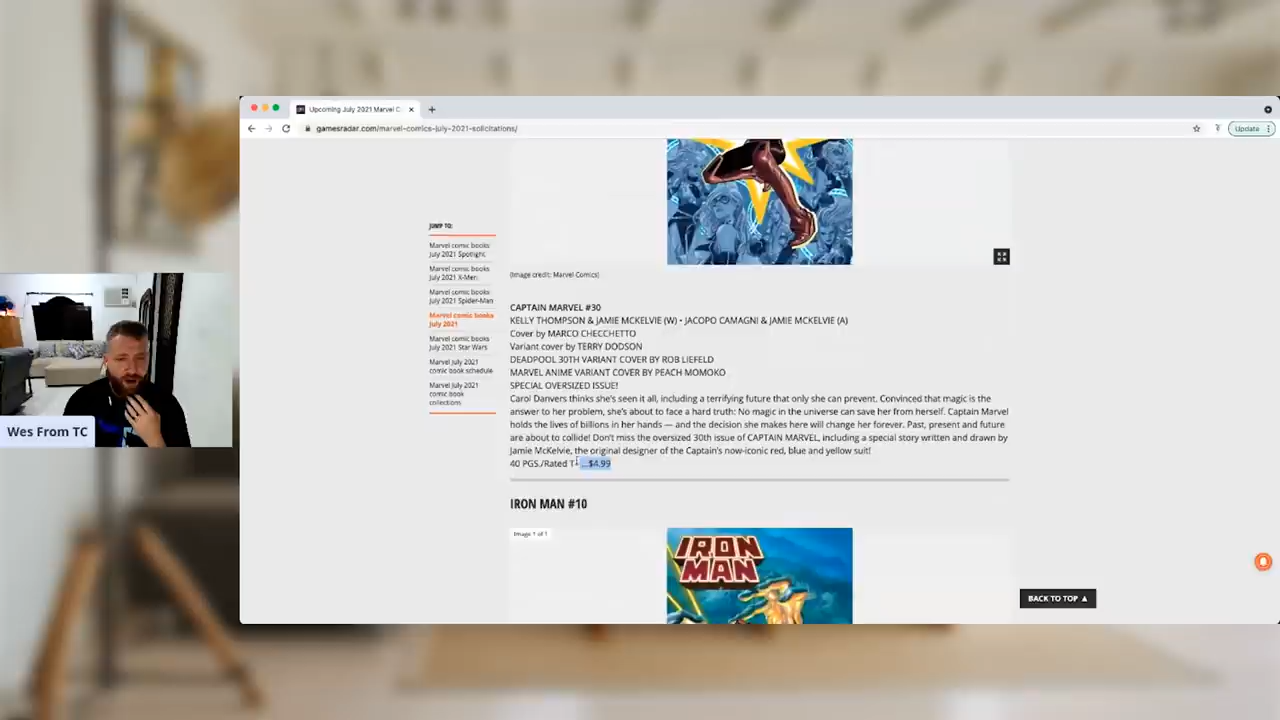 Upcoming July 2021 Marvel C
gamesradar.com/marvel-comics-july-2021-solicitations/
Update
JUMP TO:
Marvel comic books
July 2021 Spotlight
Marvel comic books
July 2021 X-Men:
Marvel comic books
July 2021 Spider-Man
Marvel comic books
July 2021
Marvel comic books
July 2021 Star Wars
Marvel July 2021
comic book schedule
Marvel July 2021
comic book
collections
(Image credit: Marvel Comics)
CAPTAIN MARVEL #30
KELLY THOMPSON & JAMIE MCKELVIE (W) • JACOPO CAMAGNI & JAMIE MCKELVIE (A)
Cover by MARCO CHECCHETTO
Variant cover by TERRY DODSON
DEADPOOL 30TH VARIANT COVER BY ROB LIEFELD
MARVEL ANIME VARIANT COVER BY PEACH MOMOKO
SPECIAL OVERSIZED ISSUE!
Carol Danvers thinks she's seen it all, including a terrifying future that only she can prevent. Convinced that magic is the
answer to her problem, she's about to face a hard truth: No magic in the universe can save her from herself. Captain Marvel
holds the lives of billions in her hands — and the decision she makes here will change her forever. Past, present and future
are about to collide! Don't miss the oversized 30th issue of CAPTAIN MARVEL, including a special story written and drawn by
Jamie McKelvie, the original designer of the Captain's now-iconic red, blue and yellow suit!
40 PGS./Rated T+ ...$4.99
IRON MAN #10
Image 1 of 1
IRON
MAN
BACK TO TOP ▲
Wes From TC